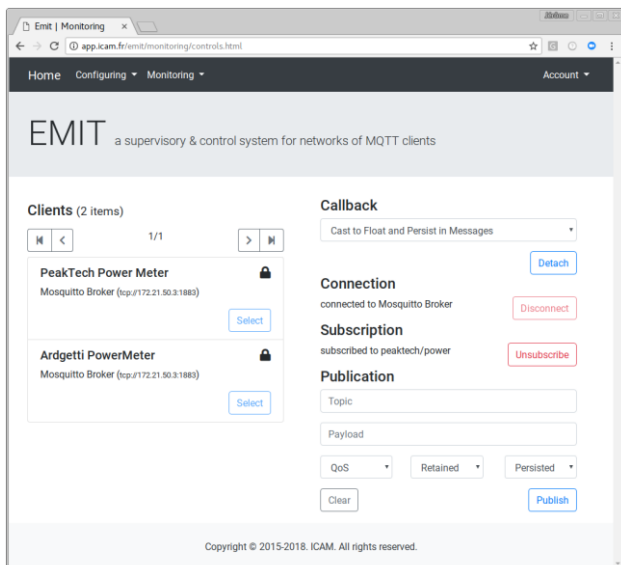 Emit | Monitoring
app.icam.fr/emit/monitoring/controls.html
Home Configuring Monitoring Account
EMIT a supervisory & control system for networks of MQTT clients
Clients (2 items)
1/1
PeakTech Power Meter
Mosquitto Broker (tcp://172.21.50.3:1883)
Select
Ardgetti PowerMeter
Mosquitto Broker (tcp://172.21.50.3:1883)
Select
Callback
Cast to Float and Persist in Messages
Detach
Connection
connected to Mosquitto Broker
Disconnect
Subscription
subscribed to peaktech/power
Unsubscribe
Publication
Topic
Payload
QoS Retained Persisted
Clear Publish
Copyright © 2015-2018. ICAM. All rights reserved.